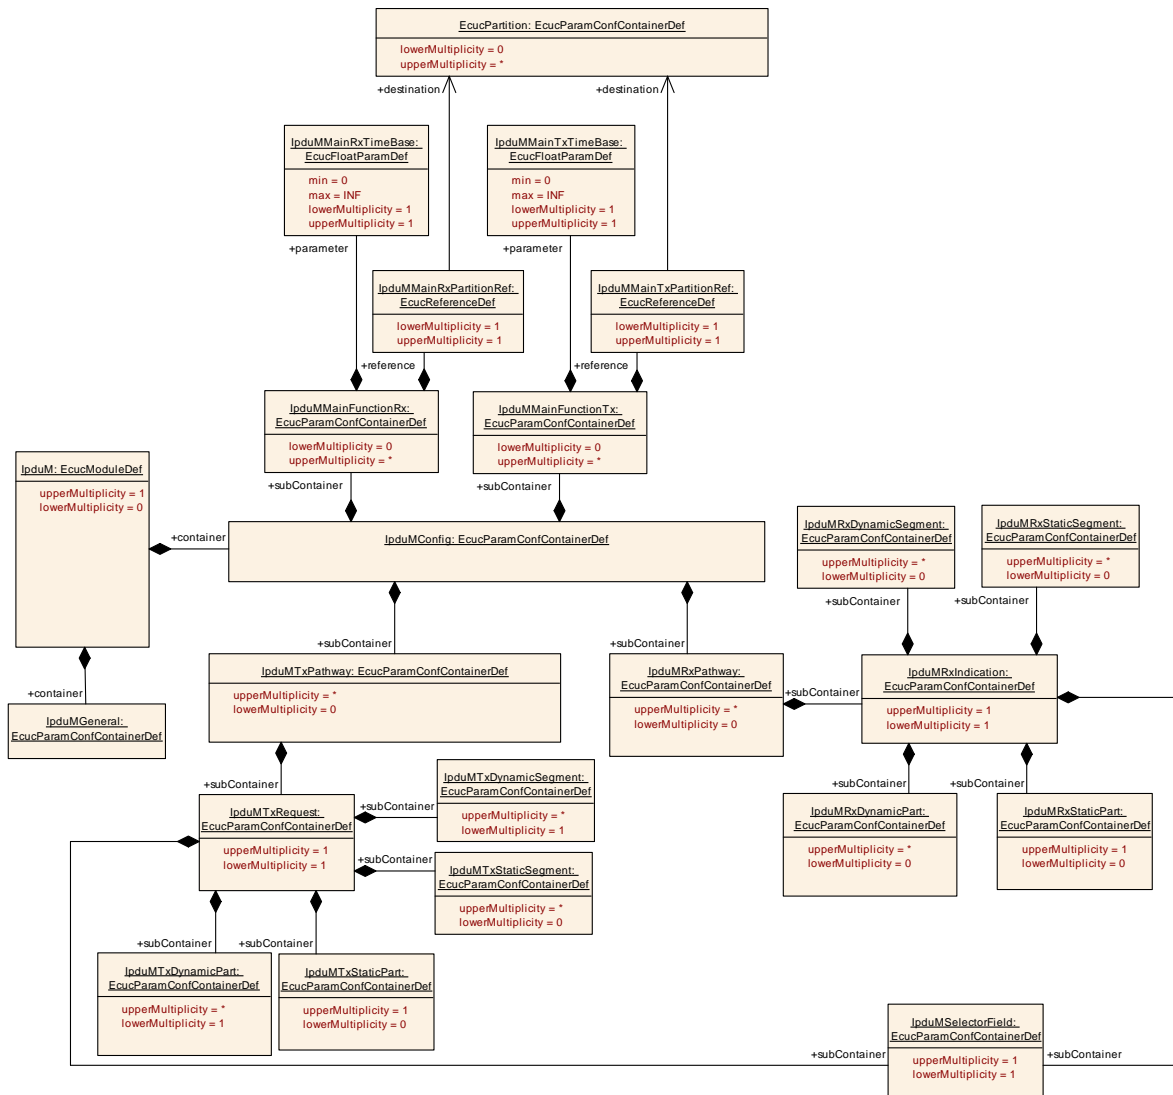 EcucPartition: EcucParamConfContainerDef
lowerMultiplicity = 0
upperMultiplicity = *
+destination
+destination
IpduMMainRxTimeBase:
EcucFloatParamDef
min = 0
max = INF
lowerMultiplicity = 1
upperMultiplicity = 1
+parameter
IpduMMainTxTimeBase:
EcucFloatParamDef
min = 0
max = INF
lowerMultiplicity = 1
upperMultiplicity = 1
+parameter
IpduMMainRxPartitionRef:
EcucReferenceDef
lowerMultiplicity = 1
upperMultiplicity = 1
+reference
IpduMMainTxPartitionRef:
EcucReferenceDef
lowerMultiplicity = 1
upperMultiplicity = 1
+reference
IpduMMainFunctionRx:
EcucParamConfContainerDef
lowerMultiplicity = 0
upperMultiplicity = *
+subContainer
IpduMMainFunctionTx:
EcucParamConfContainerDef
lowerMultiplicity = 0
upperMultiplicity = *
+subContainer
IpduM: EcucModuleDef
upperMultiplicity = 1
lowerMultiplicity = 0
+container
IpduMConfig: EcucParamConfContainerDef
IpduMRxDynamicSegment:
EcucParamConfContainerDef
upperMultiplicity = *
lowerMultiplicity = 0
+subContainer
IpduMRxStaticSegment:
EcucParamConfContainerDef
upperMultiplicity = *
lowerMultiplicity = 0
+subContainer
+subContainer
+subContainer
IpduMTxPathway: EcucParamConfContainerDef
upperMultiplicity = *
lowerMultiplicity = 0
IpduMRxPathway:
EcucParamConfContainerDef
upperMultiplicity = *
lowerMultiplicity = 0
+subContainer
IpduMRxIndication:
EcucParamConfContainerDef
upperMultiplicity = 1
lowerMultiplicity = 1
+container
IpduMGeneral:
EcucParamConfContainerDef
+subContainer
IpduMTxRequest:
EcucParamConfContainerDef
upperMultiplicity = 1
lowerMultiplicity = 1
+subContainer
IpduMTxDynamicSegment:
EcucParamConfContainerDef
upperMultiplicity = *
lowerMultiplicity = 1
+subContainer
IpduMTxStaticSegment:
EcucParamConfContainerDef
upperMultiplicity = *
lowerMultiplicity = 0
+subContainer
IpduMRxDynamicPart:
EcucParamConfContainerDef
upperMultiplicity = *
lowerMultiplicity = 0
+subContainer
IpduMRxStaticPart:
EcucParamConfContainerDef
upperMultiplicity = 1
lowerMultiplicity = 0
+subContainer
IpduMTxDynamicPart:
EcucParamConfContainerDef
upperMultiplicity = *
lowerMultiplicity = 1
+subContainer
IpduMTxStaticPart:
EcucParamConfContainerDef
upperMultiplicity = 1
lowerMultiplicity = 0
+subContainer
IpduMSelectorField:
EcucParamConfContainerDef
upperMultiplicity = 1
lowerMultiplicity = 1
+subContainer